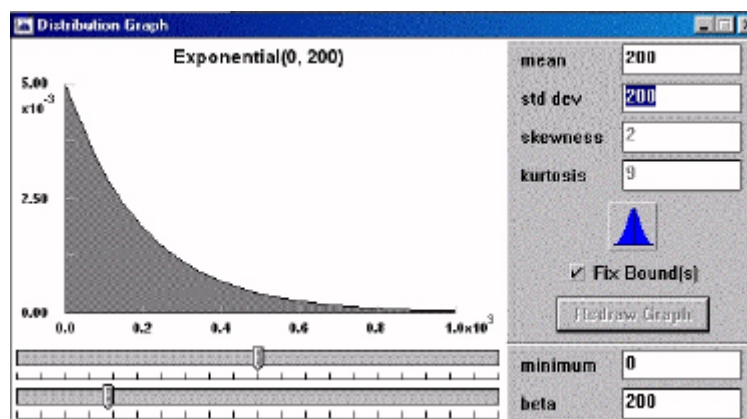 Distribution Graph
Exponential(0, 200)
5.00
x10⁻³
2.50
0.00
0.0 0.2 0.4 0.6 0.8 1.0x10³
mean 200
std dev 200
skewness 2
kurtosis 9
Fix Bound(s)
Redraw Graph
minimum 0
beta 200